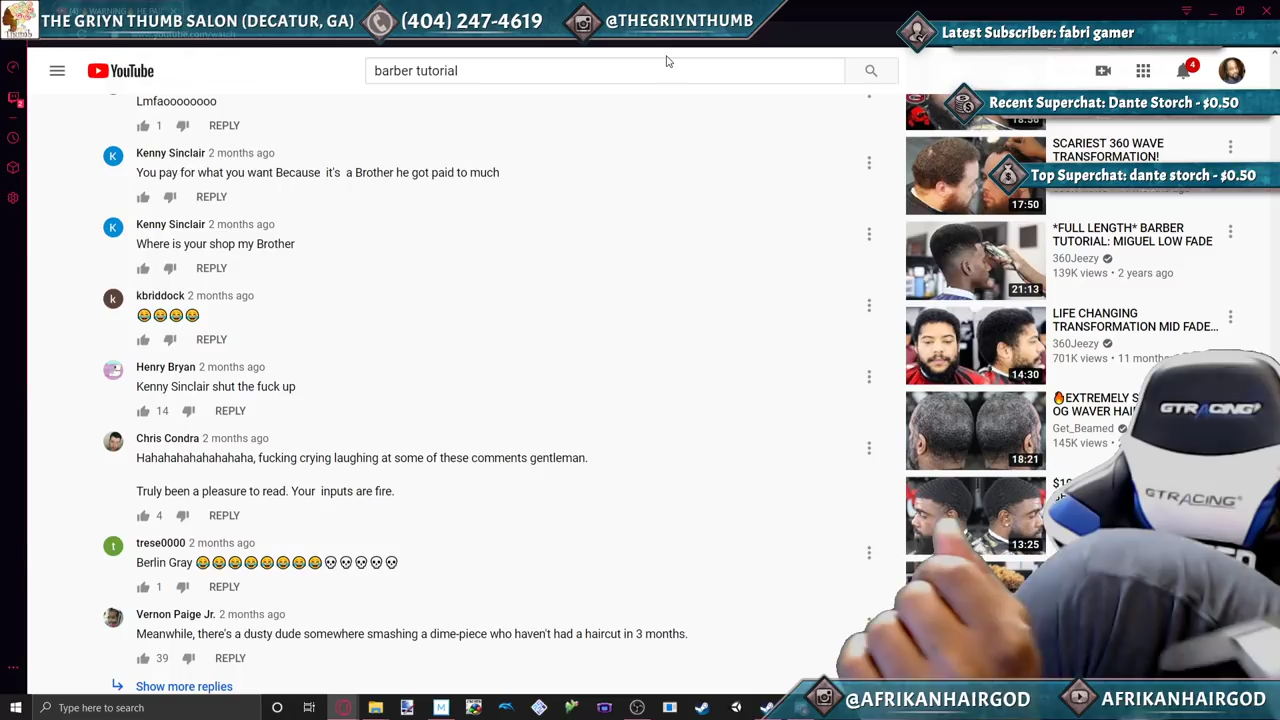 THE GRIYN THUMB SALON (DECATUR, GA)
(404) 247-4619
@THEGRIYNTHUMB
Latest Subscriber: fabri gamer
YouTube
barber tutorial
4
Recent Superchat: Dante Storch - $0.50
Top Superchat: dante storch - $0.50
Lmfaoooooooo
1 REPLY
Kenny Sinclair 2 months ago
You pay for what you want Because it's a Brother he got paid to much
REPLY
Kenny Sinclair 2 months ago
Where is your shop my Brother
REPLY
kbriddock 2 months ago
😂😂😂😂
REPLY
Henry Bryan 2 months ago
Kenny Sinclair shut the fuck up
14 REPLY
Chris Condra 2 months ago
Hahahahahahahahaha, fucking crying laughing at some of these comments gentleman.
Truly been a pleasure to read. Your inputs are fire.
4 REPLY
trese0000 2 months ago
Berlin Gray 😂😂😂😂😂😂😂😂💀💀💀💀💀
1 REPLY
Vernon Paige Jr. 2 months ago
Meanwhile, there's a dusty dude somewhere smashing a dime-piece who haven't had a haircut in 3 months.
39 REPLY
Show more replies
SCARIEST 360 WAVE
TRANSFORMATION!
17:50
*FULL LENGTH* BARBER
TUTORIAL: MIGUEL LOW FADE
360Jeezy
139K views • 2 years ago
21:13
LIFE CHANGING
TRANSFORMATION MID FADE...
360Jeezy
701K views • 11 months
14:30
🔥EXTREMELY
OG WAVER
Get_Beamed
145K views
18:21
13:25
GTRACING
GTRACING
Type here to search
@AFRIKANHAIRGOD
AFRIKANHAIRGOD